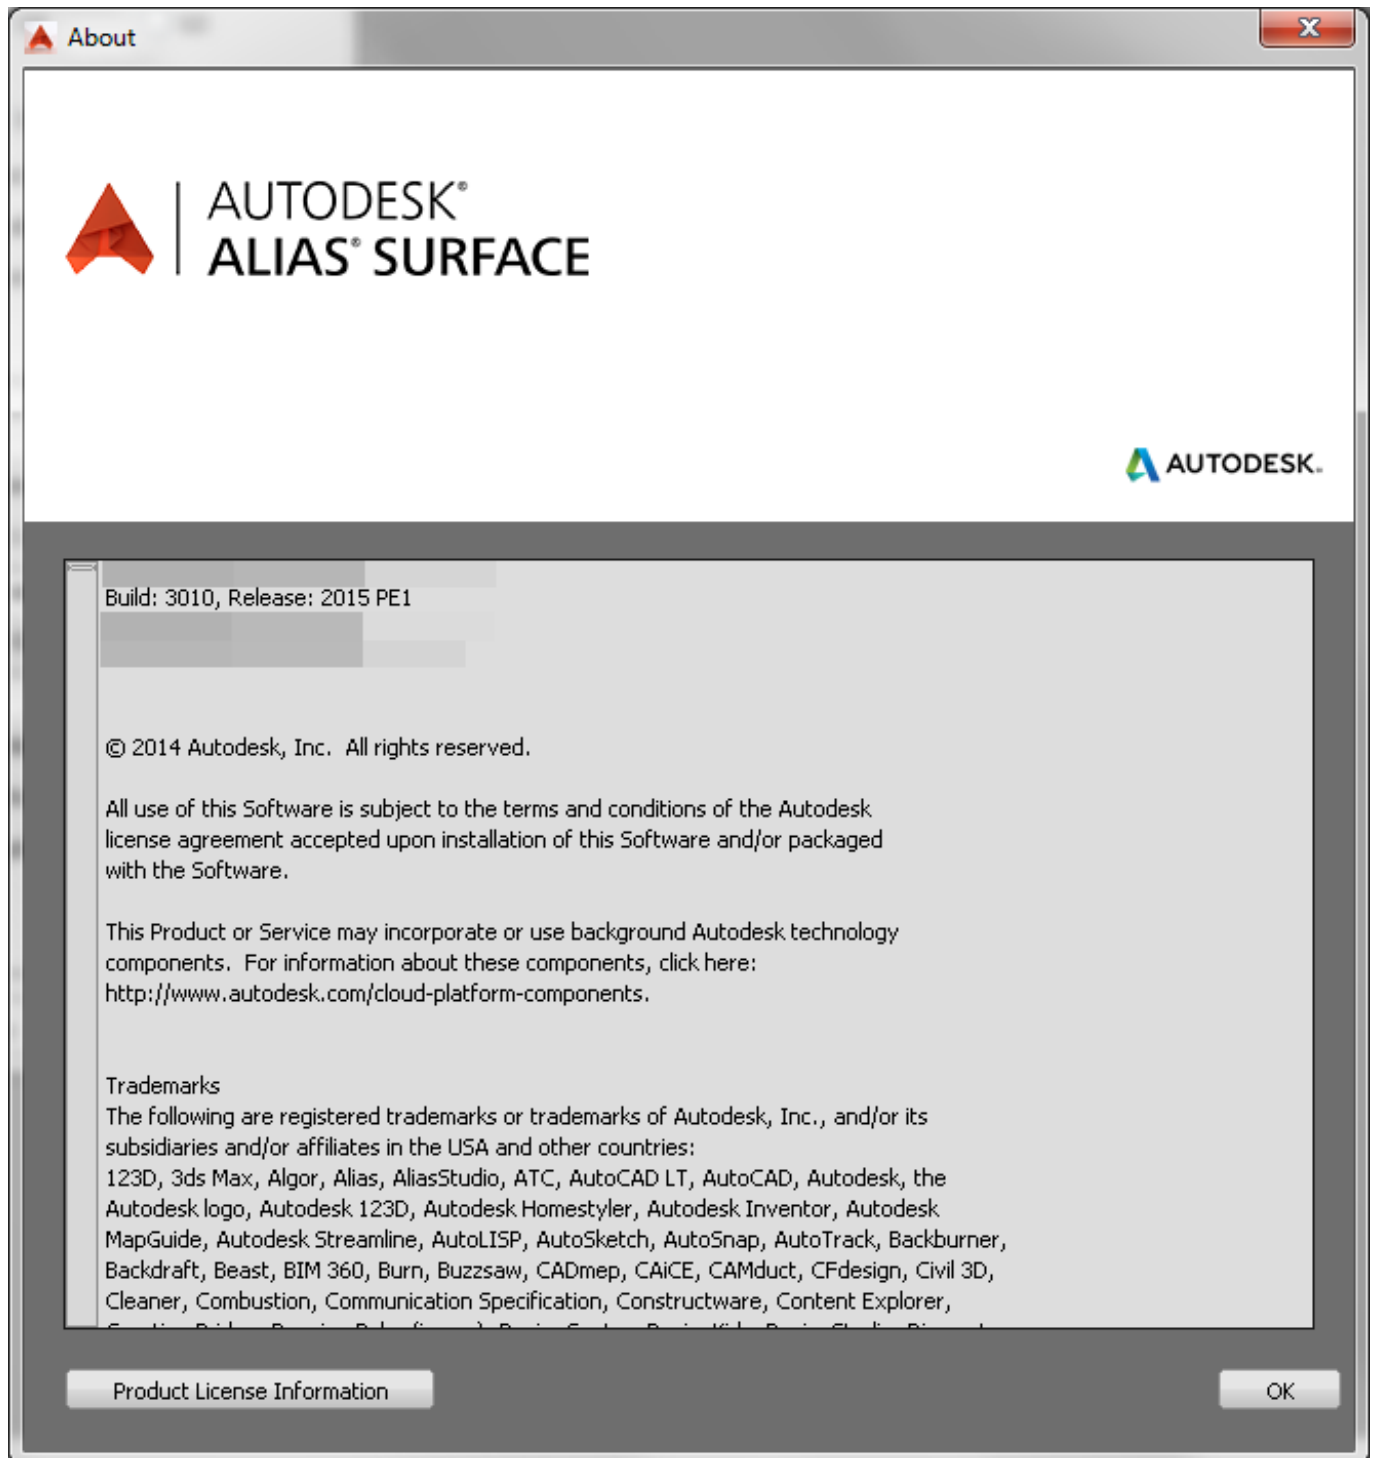 About
AUTODESK®
ALIAS® SURFACE
AUTODESK.
Build: 3010, Release: 2015 PE1
© 2014 Autodesk, Inc.  All rights reserved.
All use of this Software is subject to the terms and conditions of the Autodesk
license agreement accepted upon installation of this Software and/or packaged
with the Software.
This Product or Service may incorporate or use background Autodesk technology
components.  For information about these components, click here:
http://www.autodesk.com/cloud-platform-components.
Trademarks
The following are registered trademarks or trademarks of Autodesk, Inc., and/or its
subsidiaries and/or affiliates in the USA and other countries:
123D, 3ds Max, Algor, Alias, AliasStudio, ATC, AutoCAD LT, AutoCAD, Autodesk, the
Autodesk logo, Autodesk 123D, Autodesk Homestyler, Autodesk Inventor, Autodesk
MapGuide, Autodesk Streamline, AutoLISP, AutoSketch, AutoSnap, AutoTrack, Backburner,
Backdraft, Beast, BIM 360, Burn, Buzzsaw, CADmep, CAiCE, CAMduct, CFdesign, Civil 3D,
Cleaner, Combustion, Communication Specification, Constructware, Content Explorer,
Product License Information
OK